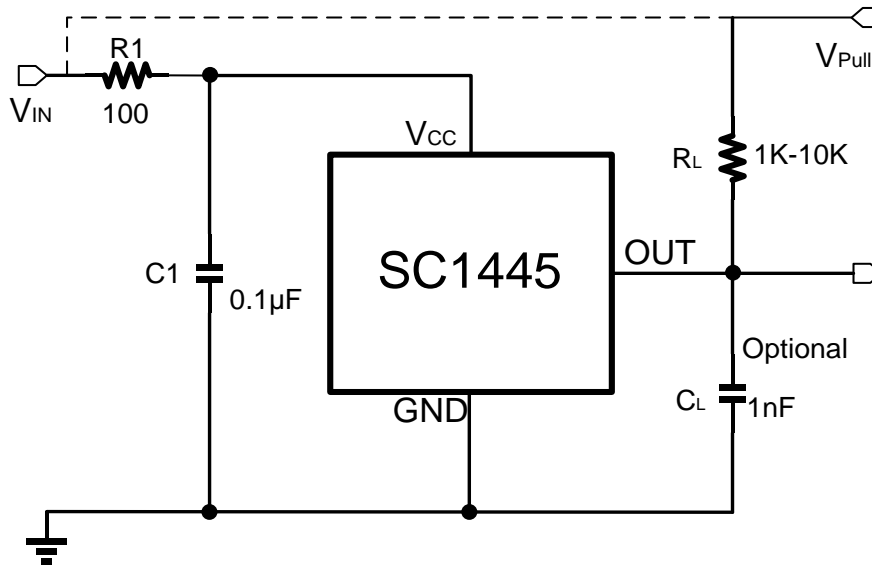 R1
VIN
100
VPull
VCC
RL
1K-10K
SC1445
OUT
C1
0.1µF
Optional
GND
CL
1nF